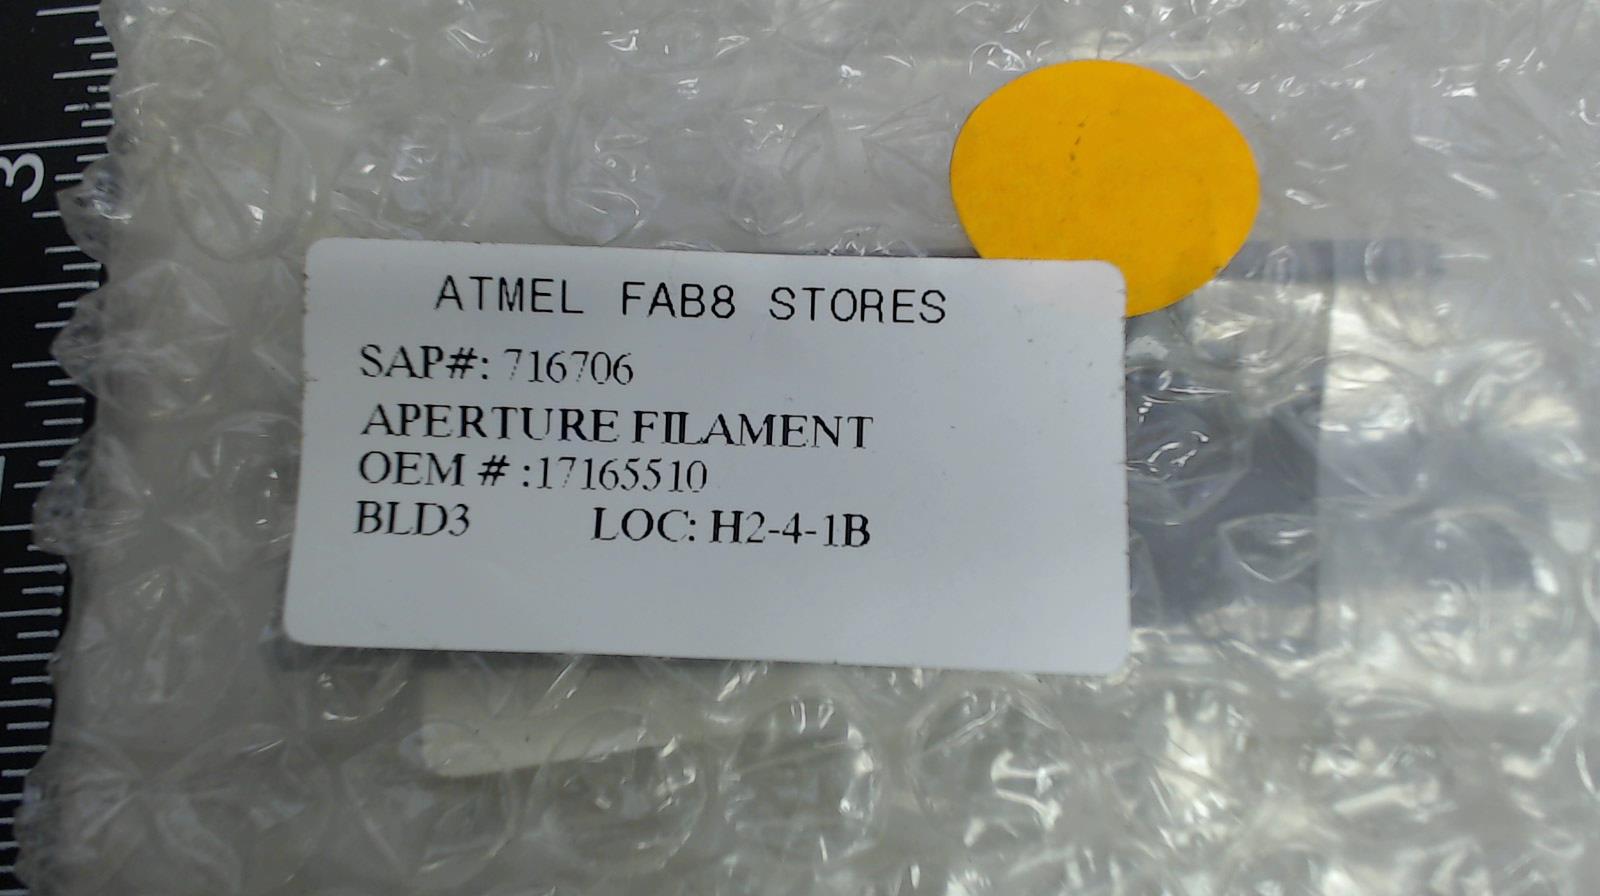 3
ATMEL FAB8 STORES
SAP#: 716706
APERTURE FILAMENT
OEM # :17165510
BLD3 LOC: H2-4-1B